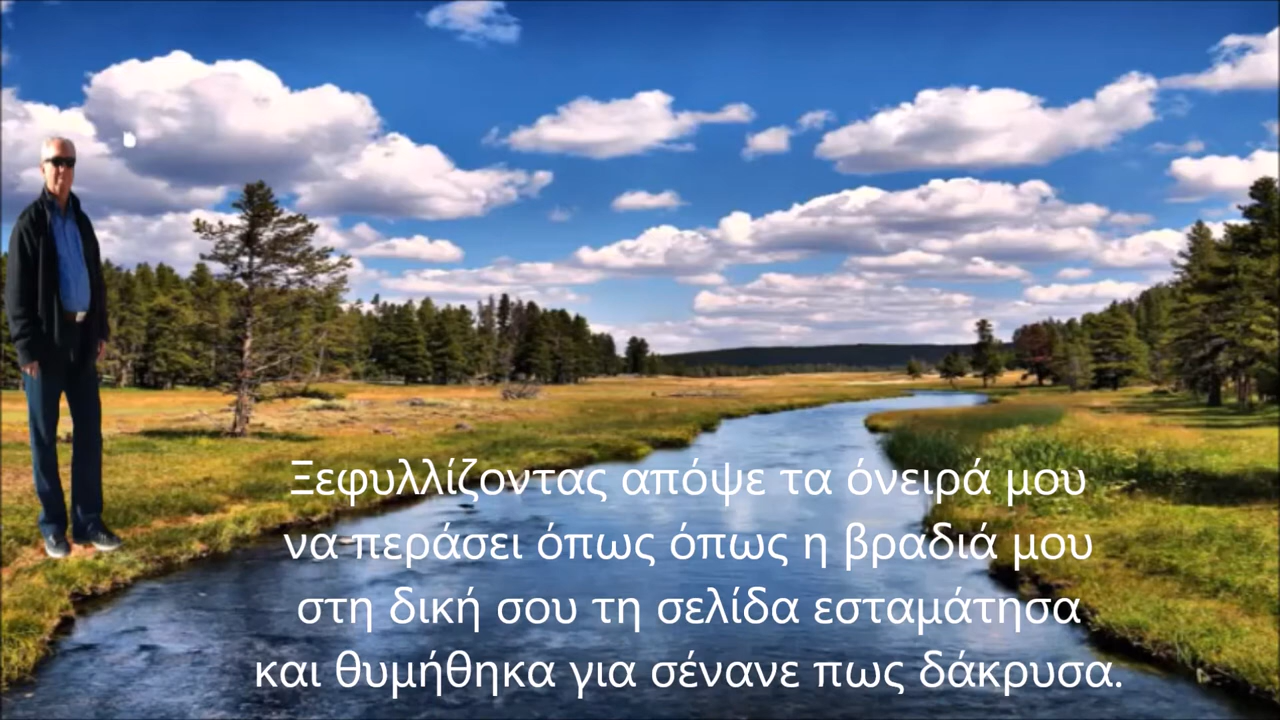 Ξεφυλλίζοντας απόψε τα όνειρά μου
να περάσει όπως όπως η βραδιά μου
στη δική σου τη σελίδα εσταμάτησα
και θυμήθηκα για σένανε πως δάκρυσα.